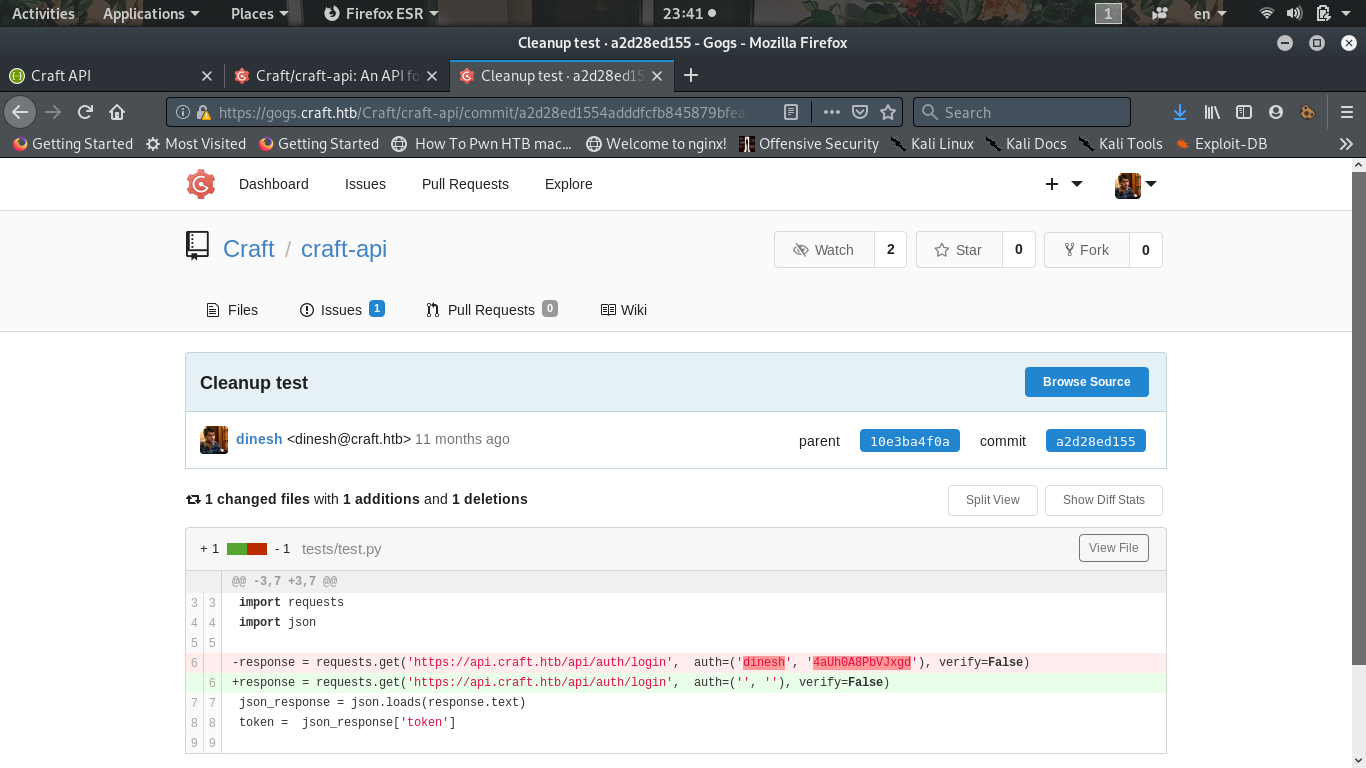 Activities Applications Places Firefox ESR 23:41 1 en
Cleanup test · a2d28ed155 - Gogs - Mozilla Firefox
Craft API Craft/craft-api: An API fo Cleanup test · a2d28ed15
https://gogs.craft.htb/Craft/craft-api/commit/a2d28ed1554adddfcfb845879bfea Search
Getting Started Most Visited Getting Started How To Pwn HTB mac... Welcome to nginx! Offensive Security Kali Linux Kali Docs Kali Tools Exploit-DB
Dashboard Issues Pull Requests Explore
Craft / craft-api Watch 2 Star 0 Fork 0
Files Issues 1 Pull Requests 0 Wiki
Cleanup test Browse Source
dinesh <dinesh@craft.htb> 11 months ago parent 10e3ba4f0a commit a2d28ed155
1 changed files with 1 additions and 1 deletions Split View Show Diff Stats
+ 1 - 1 tests/test.py View File
@@ -3,7 +3,7 @@
3 3 import requests
4 4 import json
5 5
6 -response = requests.get('https://api.craft.htb/api/auth/login', auth=('dinesh', '4aUh0A8PbVJxgd'), verify=False)
6 +response = requests.get('https://api.craft.htb/api/auth/login', auth=('', ''), verify=False)
7 7 json_response = json.loads(response.text)
8 8 token = json_response['token']
9 9